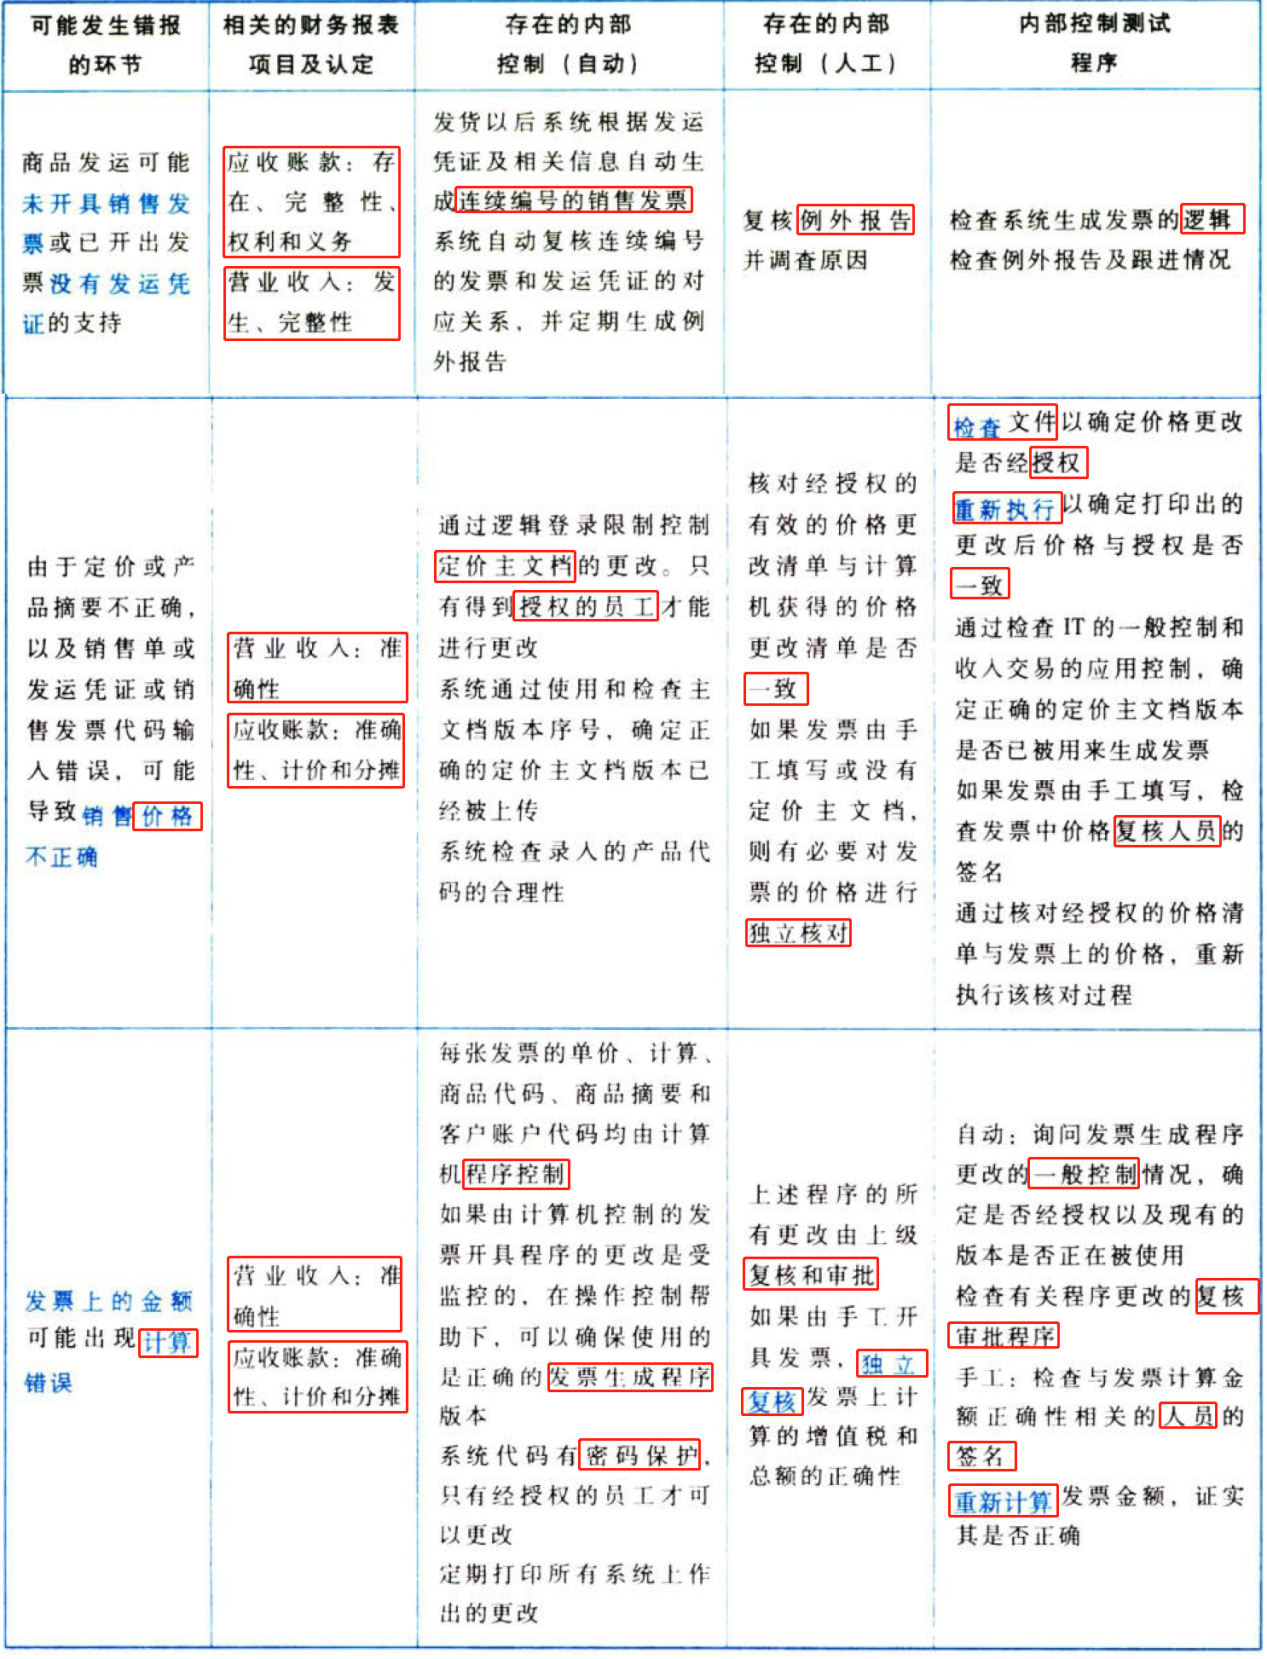 可能发生错报
的环节
相关的财务报表
项目及认定
存在的内部
控制（自动）
存在的内部
控制（人工）
内部控制测试
程序
商品发运可能
未开具销售发
票或已开出发
票没有发运凭
证的支持
应收账款：存
在、完整性、
权利和义务
营业收入：发
生、完整性
发货以后系统根据发运
凭证及相关信息自动生
成连续编号的销售发票
系统自动复核连续编号
的发票和发运凭证的对
应关系，并定期生成例
外报告
复核例外报告
并调查原因
检查系统生成发票的逻辑
检查例外报告及跟进情况
由于定价或产
品摘要不正确，
以及销售单或
发运凭证或销
售发票代码输
入错误，可能
导致销售价格
不正确
营业收入：准
确性
应收账款：准确
性、计价和分摊
通过逻辑登录限制控制
定价主文档的更改。只
有得到授权的员工才能
进行更改
系统通过使用和检查主
文档版本序号，确定正
确的定价主文档版本已
经被上传
系统检查录入的产品代
码的合理性
核对经授权的
有效的价格更
改清单与计算
机获得的价格
更改清单是否
一致
如果发票由手
工填写或没有
定价主文档，
则有必要对发
票的价格进行
独立核对
检查文件以确定价格更改
是否经授权
重新执行以确定打印出的
更改后价格与授权是否
一致
通过检查 IT 的一般控制和
收入交易的应用控制，确
定正确的定价主文档版本
是否已被用来生成发票
如果发票由手工填写，检
查发票中价格复核人员的
签名
通过核对经授权的价格清
单与发票上的价格，重新
执行该核对过程
发票上的金额
可能出现计算
错误
营业收入：准
确性
应收账款：准确
性、计价和分摊
每张发票的单价、计算、
商品代码、商品摘要和
客户账户代码均由计算
机程序控制
如果由计算机控制的发
票开具程序的更改是受
监控的，在操作控制帮
助下，可以确保使用的
是正确的发票生成程序
版本
系统代码有密码保护，
只有经授权的员工才可
以更改
定期打印所有系统上作
出的更改
上述程序的所
有更改由上级
复核和审批
如果由手工开
具发票，独立
复核发票上计
算的增值税和
总额的正确性
自动：询问发票生成程序
更改的一般控制情况，确
定是否经授权以及现有的
版本是否正在被使用
检查有关程序更改的复核
审批程序
手工：检查与发票计算金
额正确性相关的人员的
签名
重新计算发票金额，证实
其是否正确